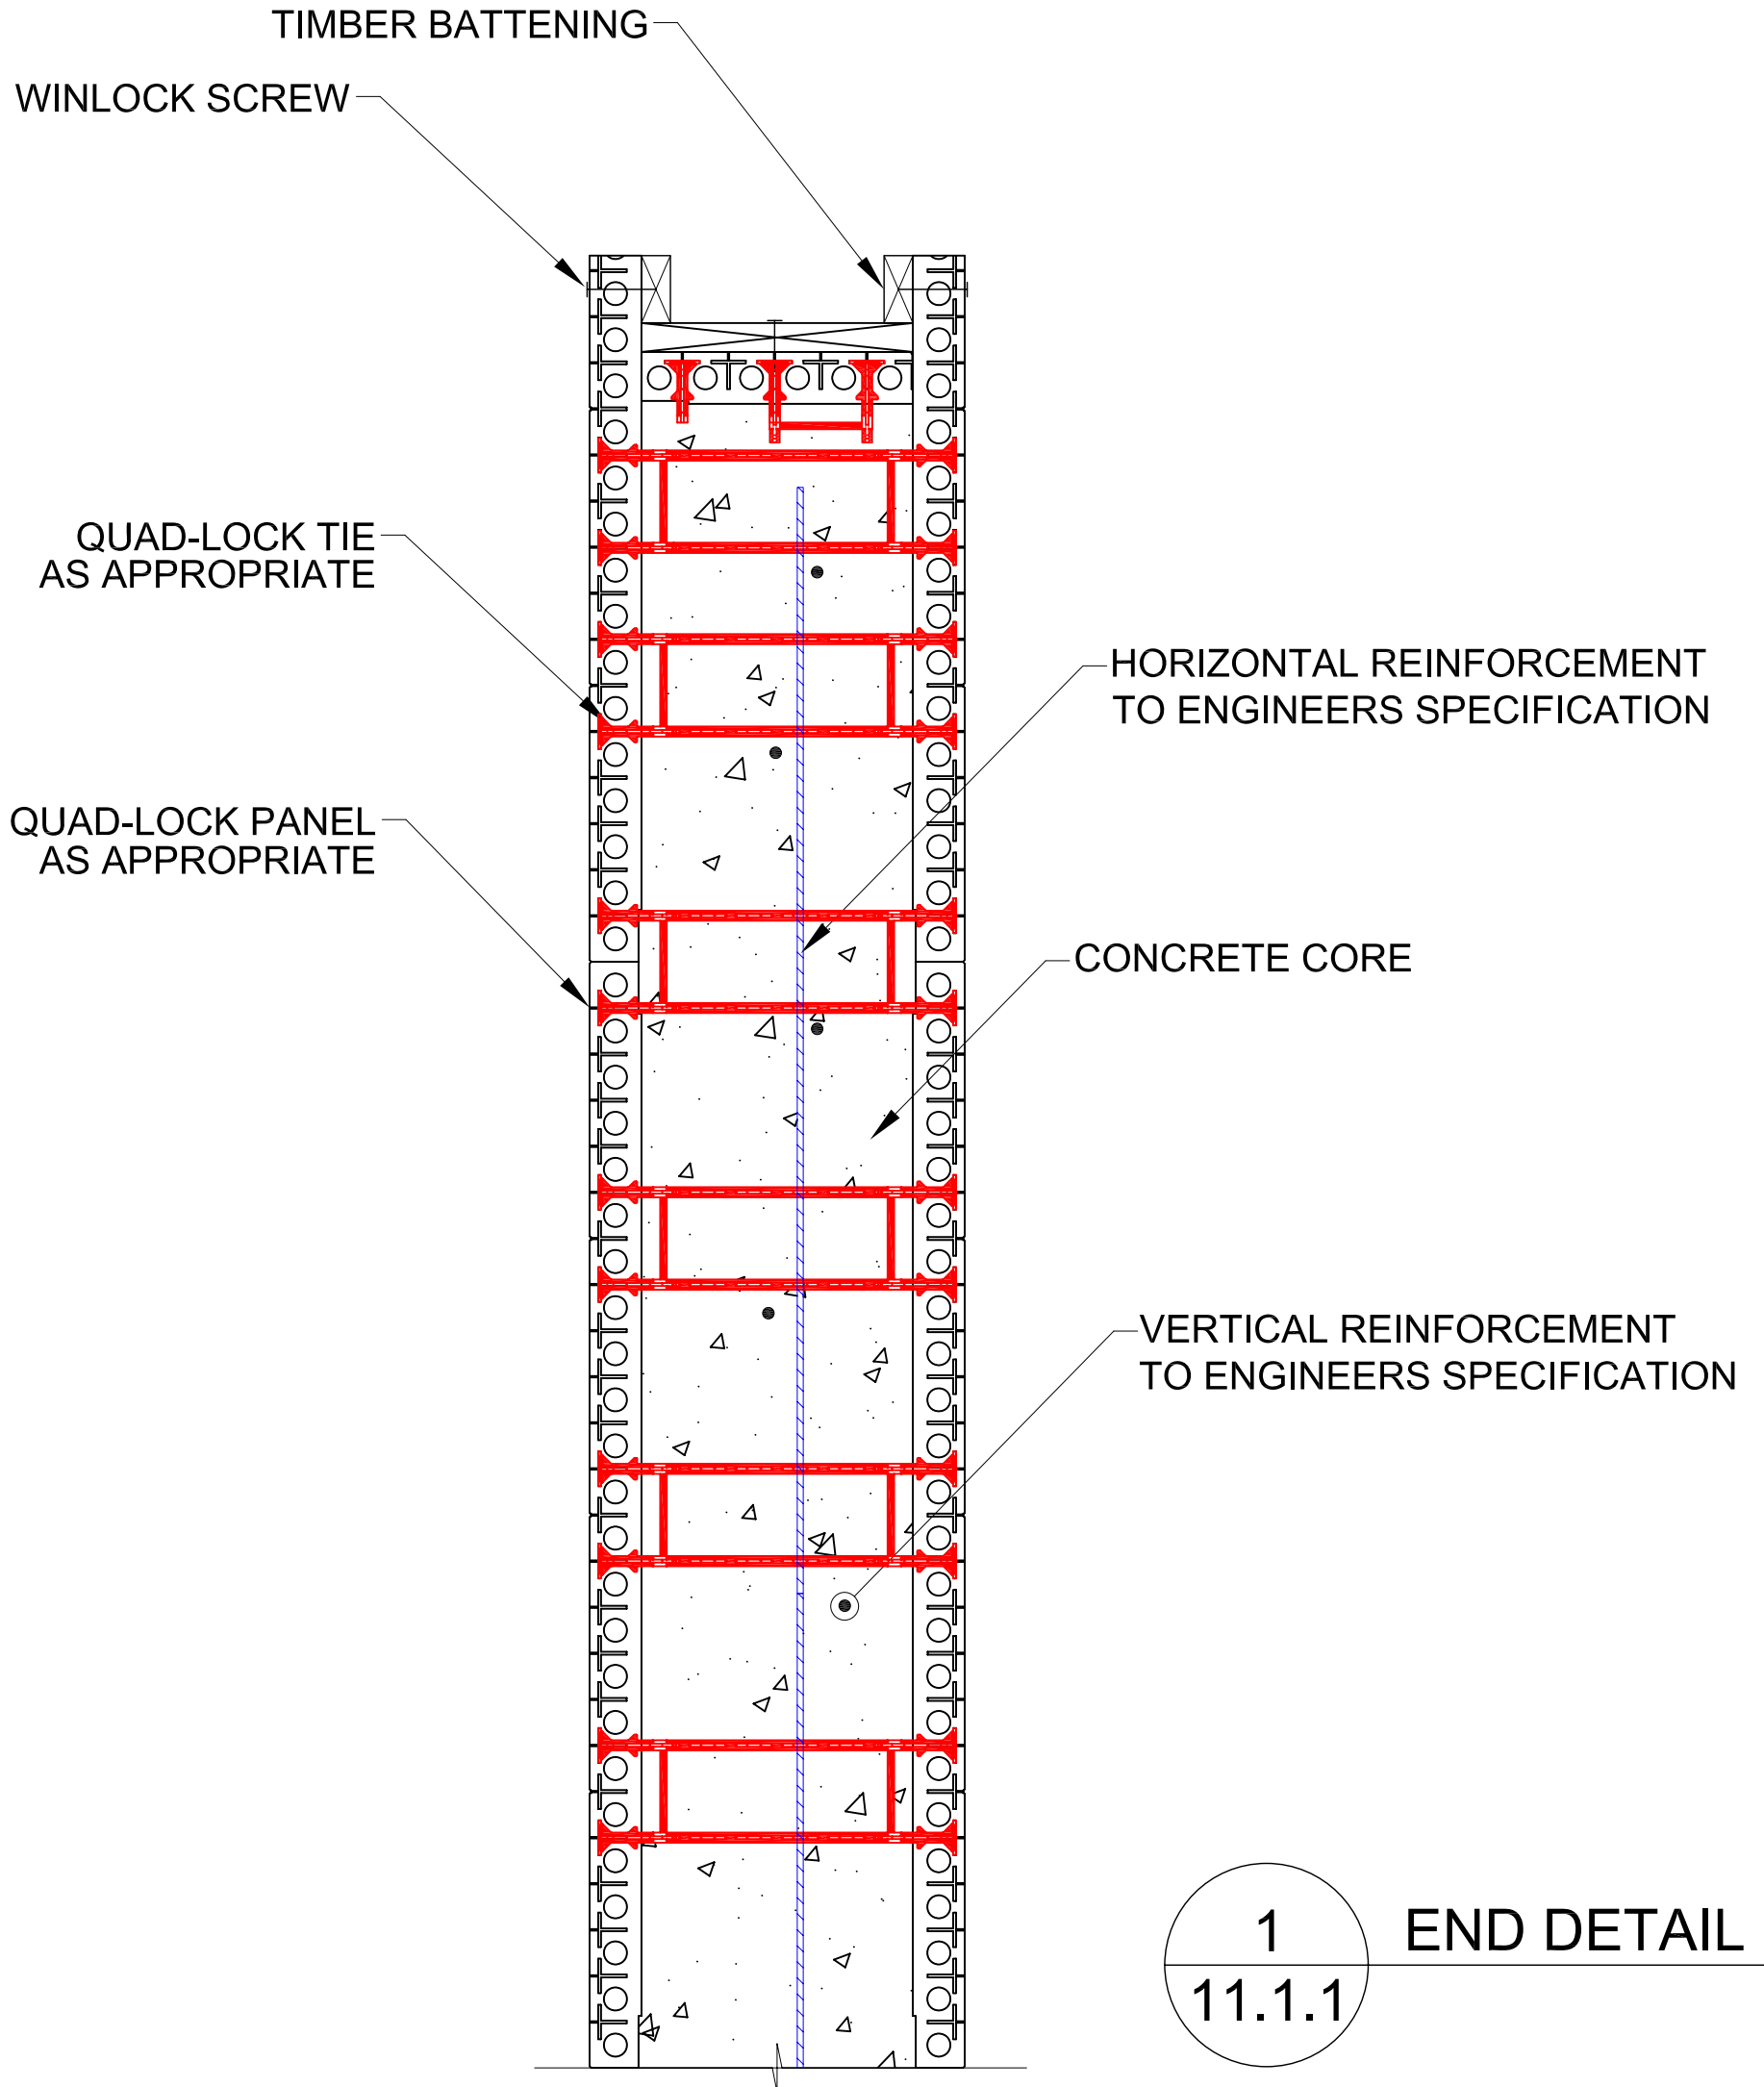 TIMBER BATTENING
WINLOCK SCREW
QUAD-LOCK TIE
AS APPROPRIATE
HORIZONTAL REINFORCEMENT
TO ENGINEERS SPECIFICATION
QUAD-LOCK PANEL
AS APPROPRIATE
CONCRETE CORE
VERTICAL REINFORCEMENT
TO ENGINEERS SPECIFICATION
1
END DETAIL
11.1.1